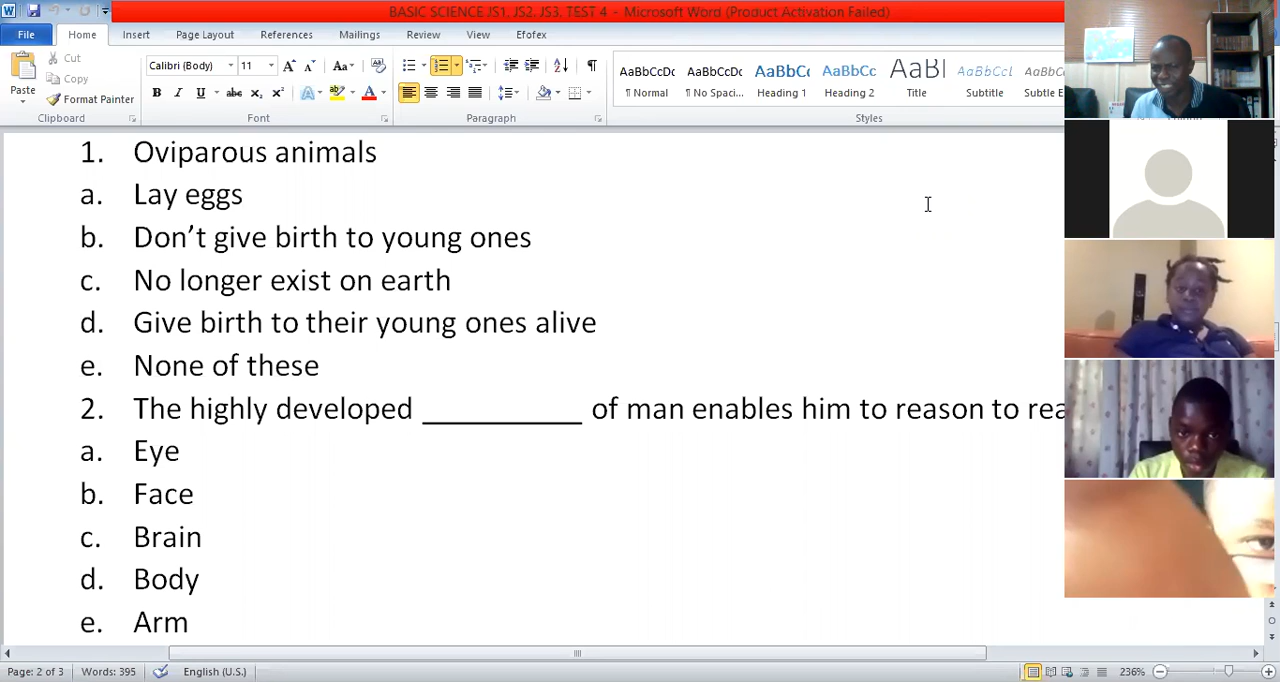 BASIC SCIENCE JS1, JS2. JS3. TEST 4 - Microsoft Word (Product Activation Failed)
File Home Insert Page Layout References Mailings Review View Efofex
Cut
Copy
Paste
Format Painter
Clipboard
Calibri (Body) 11
Font
Paragraph
AaBbCcDc AaBbCcDc AaBbCc AaBbCc AaBl AaBbCcL AaBbCc
¶ Normal ¶ No Spaci... Heading 1 Heading 2 Title Subtitle Subtle E
Styles
1. Oviparous animals
a. Lay eggs
b. Don't give birth to young ones
c. No longer exist on earth
d. Give birth to their young ones alive
e. None of these
2. The highly developed ___________ of man enables him to reason to rea
a. Eye
b. Face
c. Brain
d. Body
e. Arm
Page: 2 of 3 Words: 395 English (U.S.) 236%